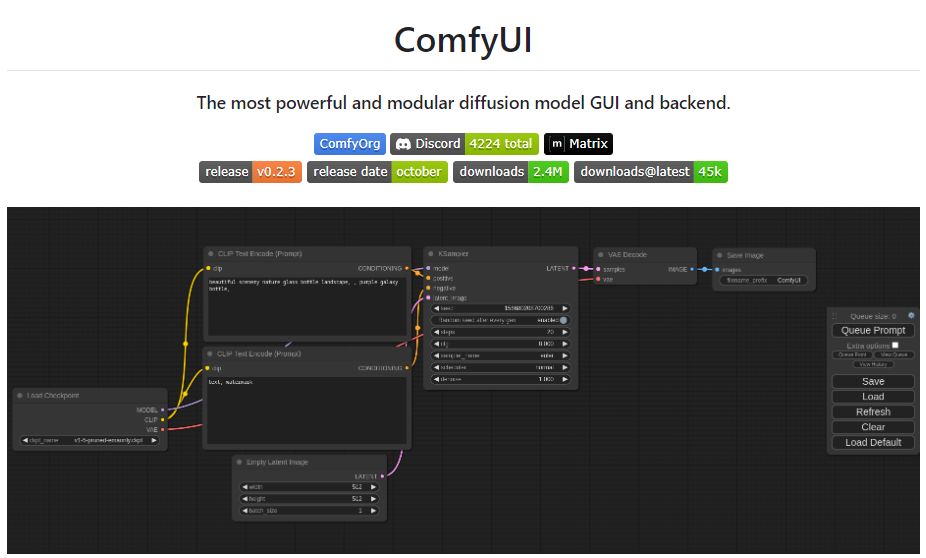 ComfyUI
The most powerful and modular diffusion model GUI and backend.
ComfyOrg Discord 4224 total [m] Matrix
release v0.2.3 release date october downloads 2.4M downloads@latest 45k
CLIP Text Encode (Prompt)
clip CONDITIONING
beautiful scenery nature glass bottle landscape, , purple galaxy
bottle,
CLIP Text Encode (Prompt)
clip CONDITIONING
text, watermark
Load Checkpoint
MODEL
CLIP
VAE
ckpt_name v1-5-pruned-emaonly.ckpt
Empty Latent Image
LATENT
width 512
height 512
batch_size 1
KSampler
model LATENT
positive
negative
latent_image
seed
Random seed after every gen enabled
steps 20
cfg 8.000
sampler_name euler
scheduler normal
denoise 1.000
VAE Decode
samples IMAGE
vae
Save Image
images
filename_prefix ComfyUI
Queue size: 0
Queue Prompt
Extra options
Queue Front View Queue
View History
Save
Load
Refresh
Clear
Load Default